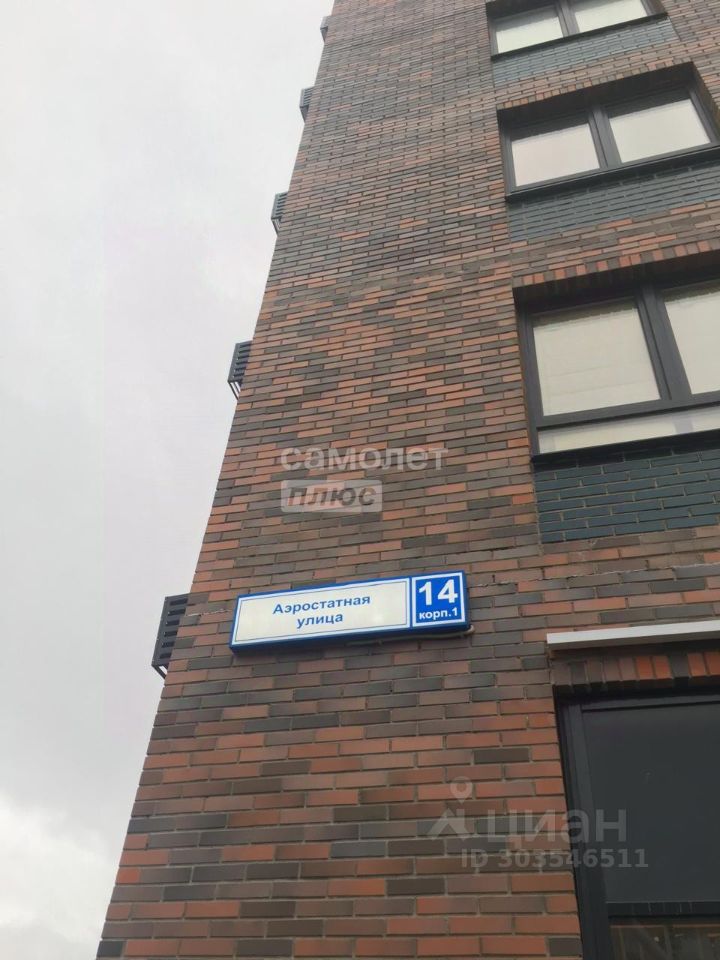 самолет
плюс
Аэростатная
улица
14
корп.1
циан
ID 303546511